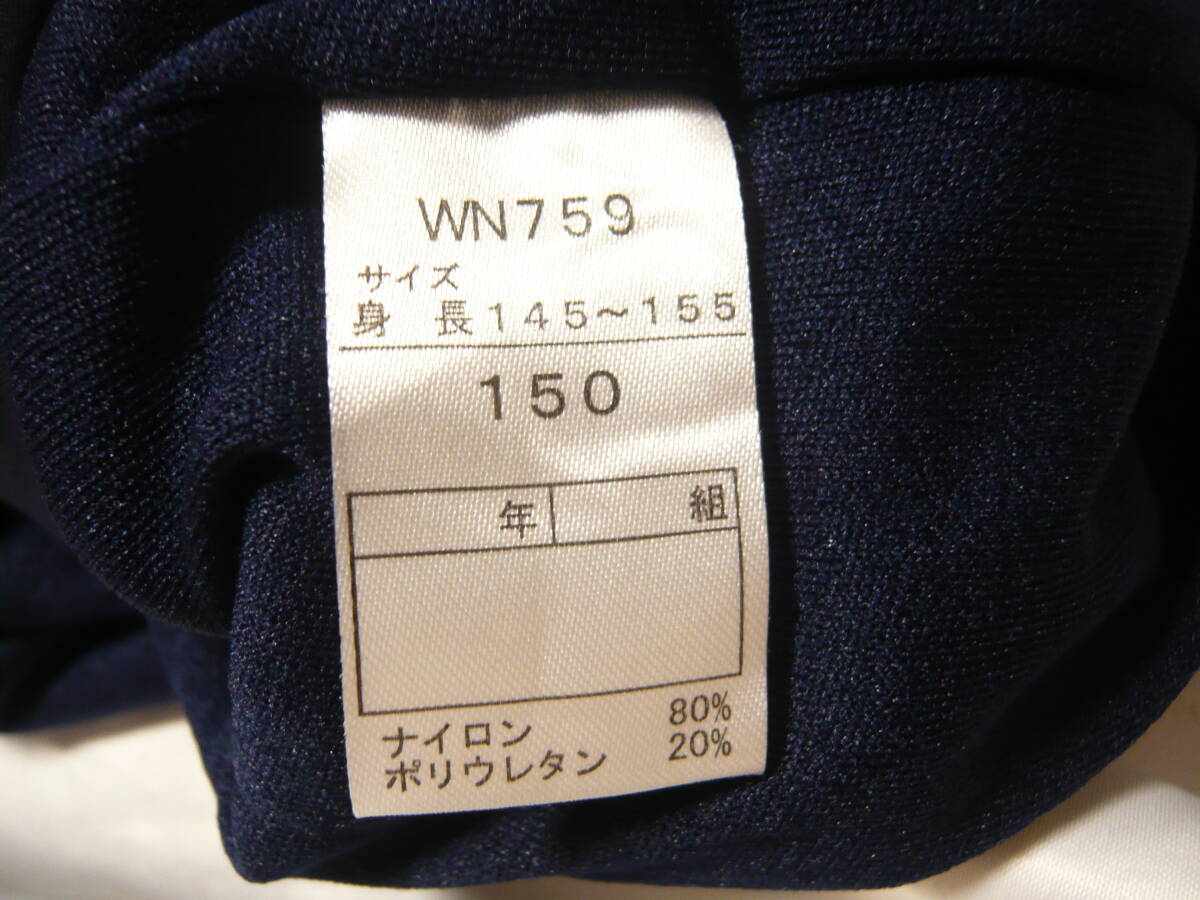 WN759
サイズ
身 長145～155
150
年 組
ナイロン 80%
ポリウレタン 20%